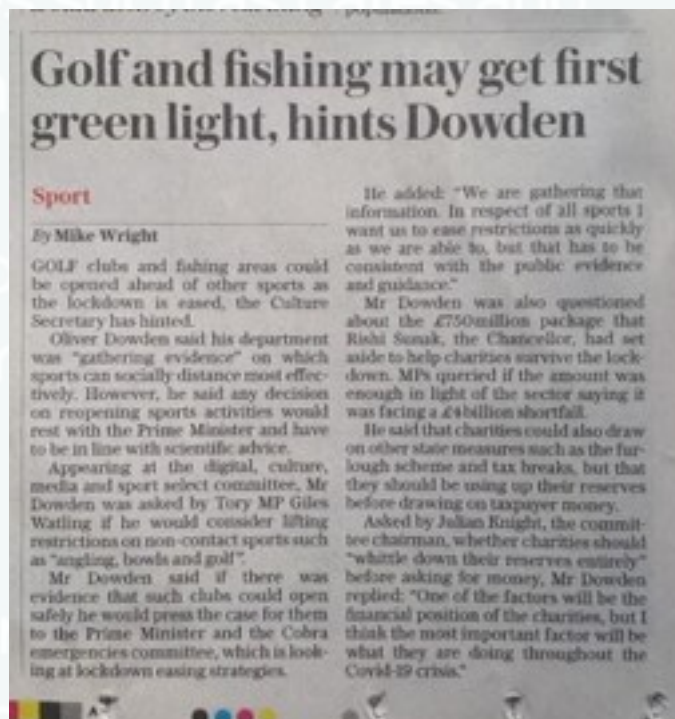 Golf and fishing may get first
green light, hints Dowden
Sport
By Mike Wright
GOLF clubs and fishing areas could
be opened ahead of other sports as
the lockdown is eased, the Culture
Secretary has hinted.
Oliver Dowden said his department
was "gathering evidence" on which
sports can socially distance most effec-
tively. However, he said any decision
on reopening sports activities would
rest with the Prime Minister and have
to be in line with scientific advice.
Appearing at the digital, culture,
media and sport select committee, Mr
Dowden was asked by Tory MP Giles
Watling if he would consider lifting
restrictions on non-contact sports such
as "angling, bowls and golf".
Mr Dowden said if there was
evidence that such clubs could open
safely he would press the case for them
to the Prime Minister and the Cobra
emergencies committee, which is look-
ing at lockdown easing strategies.
He added: "We are gathering that
information. In respect of all sports I
want us to ease restrictions as quickly
as we are able to, but that has to be
consistent with the public evidence
and guidance."
Mr Dowden was also questioned
about the £750million package that
Rishi Sunak, the Chancellor, had set
aside to help charities survive the lock-
down. MPs queried if the amount was
enough in light of the sector saying it
was facing a £4billion shortfall.
He said that charities could also draw
on other state measures such as the fur-
lough scheme and tax breaks, but that
they should be using up their reserves
before drawing on taxpayer money.
Asked by Julian Knight, the commit-
tee chairman, whether charities should
"whittle down their reserves entirely"
before asking for money, Mr Dowden
replied: "One of the factors will be the
financial position of the charities, but I
think the most important factor will be
what they are doing throughout the
Covid-19 crisis."